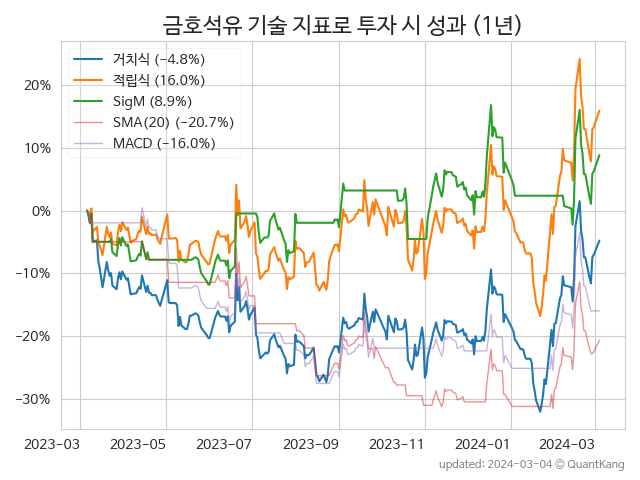 금호석유 기술 지표로 투자 시 성과 (1년)
거치식 (−4.8%)
적립식 (16.0%)
SigM (8.9%)
SMA(20) (−20.7%)
MACD (−16.0%)
20%
10%
0%
−10%
−20%
−30%
2023−03 2023−05 2023−07 2023−09 2023−11 2024−01 2024−03
updated: 2024−03−04 © QuantKang